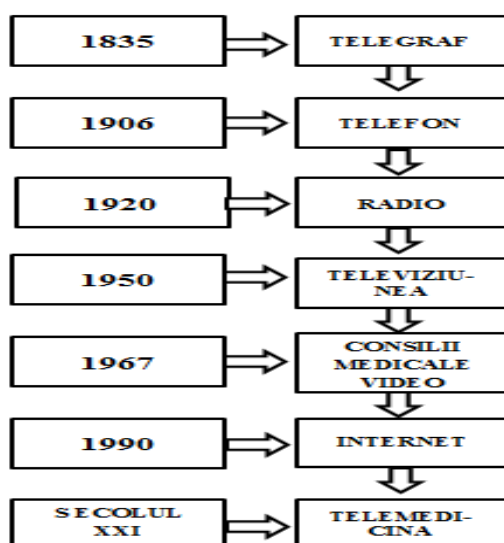 1835
TELEGRAF
1906
TELEFON
1920
RADIO
1950
TELEVIZIU-
NEA
1967
CONSILII
MEDICALE
VIDEO
1990
INTERNET
SECOLUL
XXI
TELEMEDI-
CINA